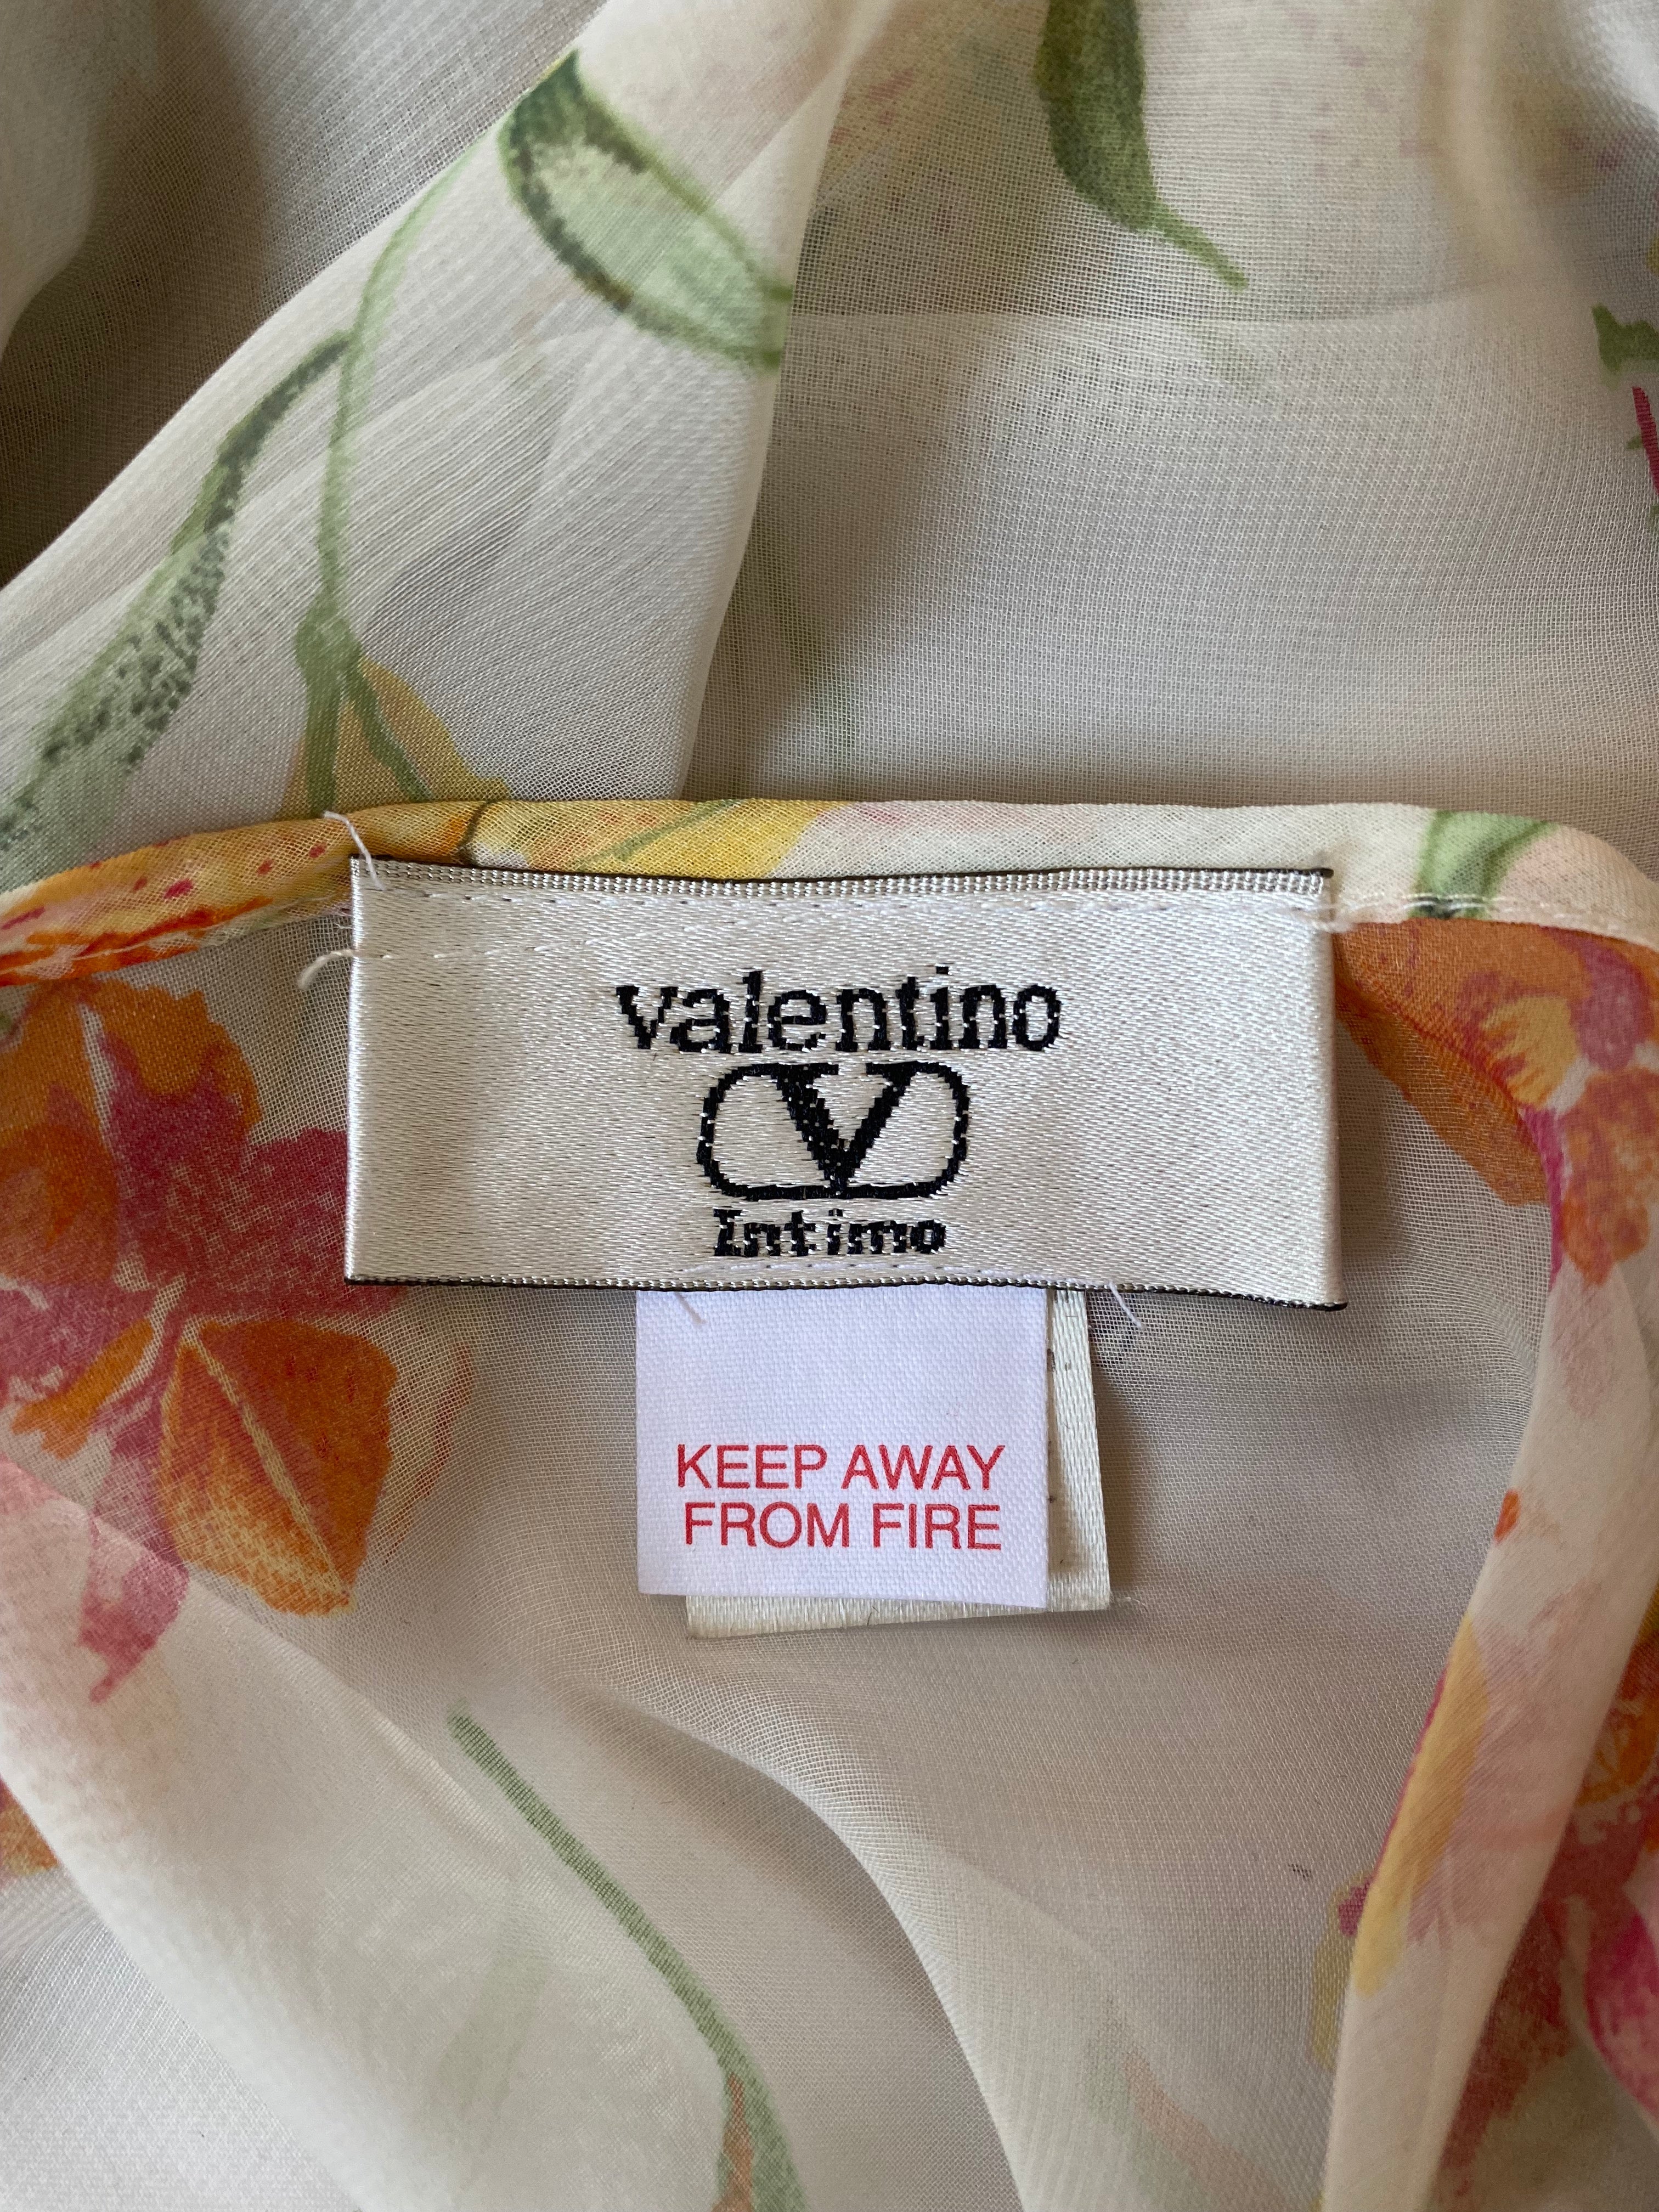 valentino
V
Intimo
KEEP AWAY
FROM FIRE